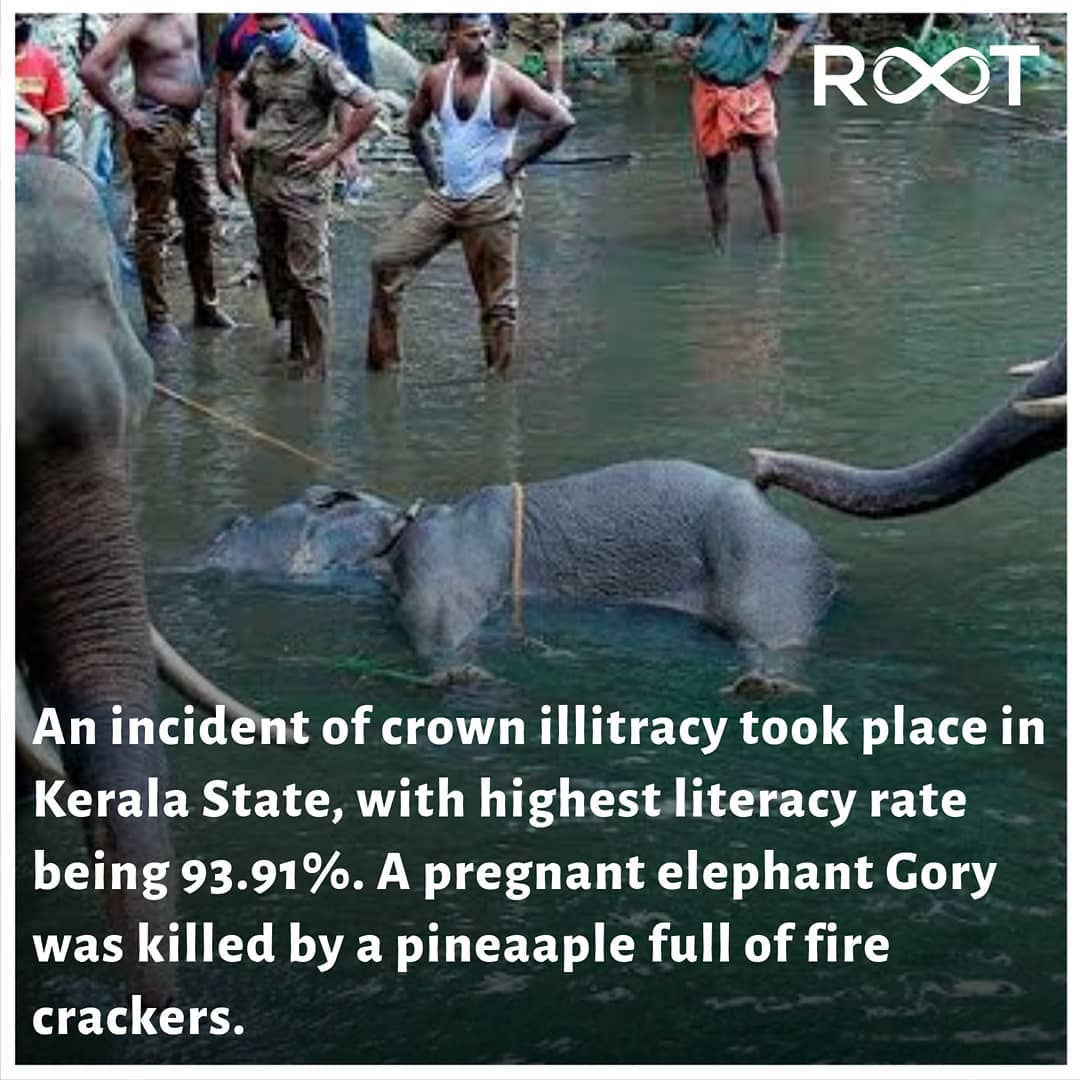 ROOT
An incident of crown illitracy took place in
Kerala State, with highest literacy rate
being 93.91%. A pregnant elephant Gory
was killed by a pineaaple full of fire
crackers.